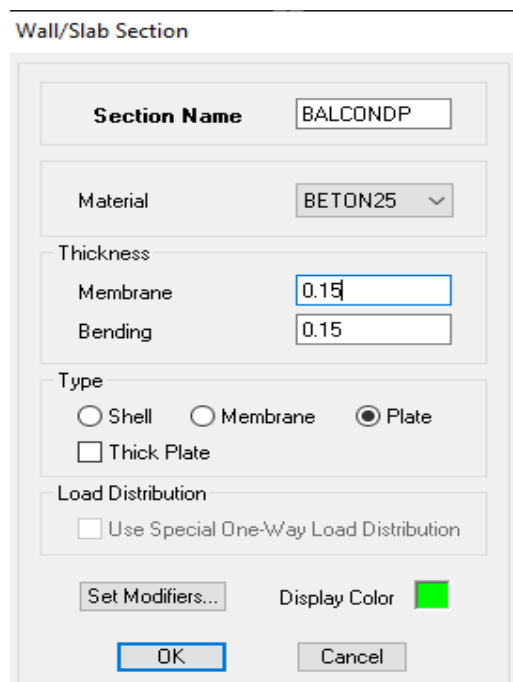 Wall/Slab Section
Section Name BALCONDP
Material BETON25
Thickness
Membrane 0.15
Bending 0.15
Type
Shell Membrane Plate
Thick Plate
Load Distribution
Use Special One-Way Load Distribution
Set Modifiers... Display Color
OK Cancel